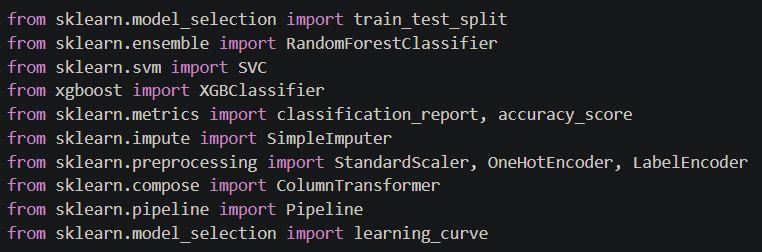 from sklearn.model_selection import train_test_split
from sklearn.ensemble import RandomForestClassifier
from sklearn.svm import SVC
from xgboost import XGBClassifier
from sklearn.metrics import classification_report, accuracy_score
from sklearn.impute import SimpleImputer
from sklearn.preprocessing import StandardScaler, OneHotEncoder, LabelEncoder
from sklearn.compose import ColumnTransformer
from sklearn.pipeline import Pipeline
from sklearn.model_selection import learning_curve